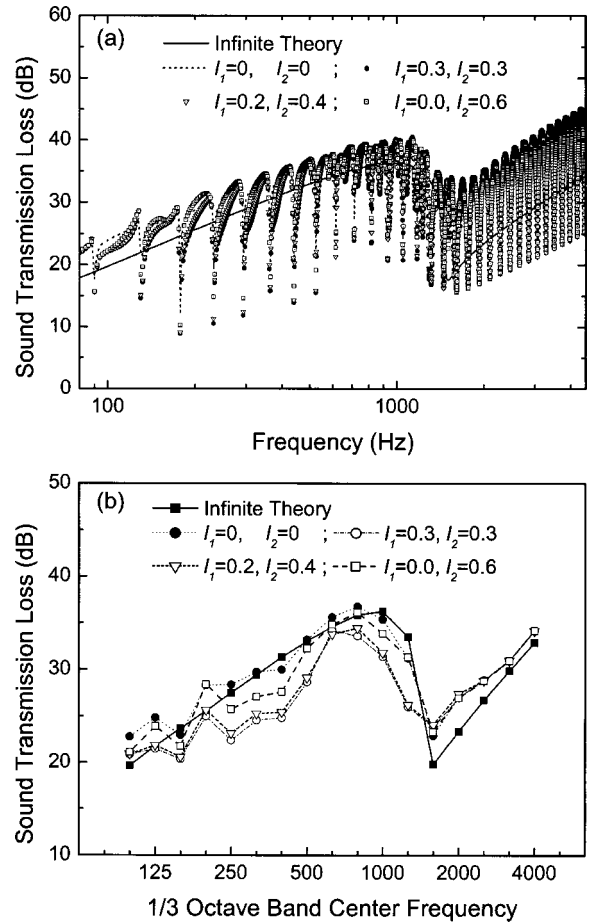 (a)
Infinite Theory
l₁=0, l₂=0 ; l₁=0.3, l₂=0.3
l₁=0.2, l₂=0.4 ; l₁=0.0, l₂=0.6
Sound Transmission Loss (dB)
60
50
40
30
20
10
0
100
1000
Frequency (Hz)
(b)
Infinite Theory
l₁=0, l₂=0 ; l₁=0.3, l₂=0.3
l₁=0.2, l₂=0.4 ; l₁=0.0, l₂=0.6
Sound Transmission Loss (dB)
50
40
30
20
10
125 250 500 1000 2000 4000
1/3 Octave Band Center Frequency